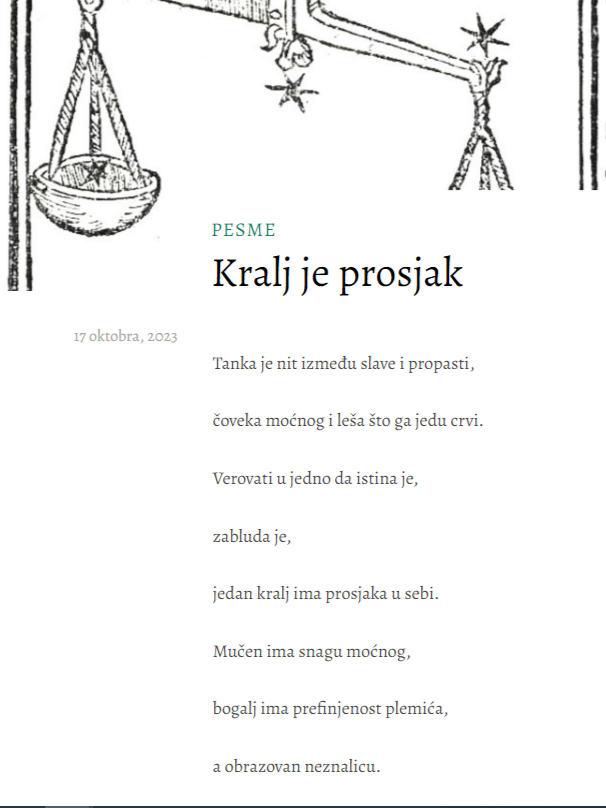 PESME
Kralj je prosjak
17 oktobra, 2023
Tanka je nit između slave i propasti,
čoveka moćnog i leša što ga jedu crvi.
Verovati u jedno da istina je,
zabluda je,
jedan kralj ima prosjaka u sebi.
Mučen ima snagu moćnog,
bogalj ima prefinjenost plemića,
a obrazovan neznalicu.